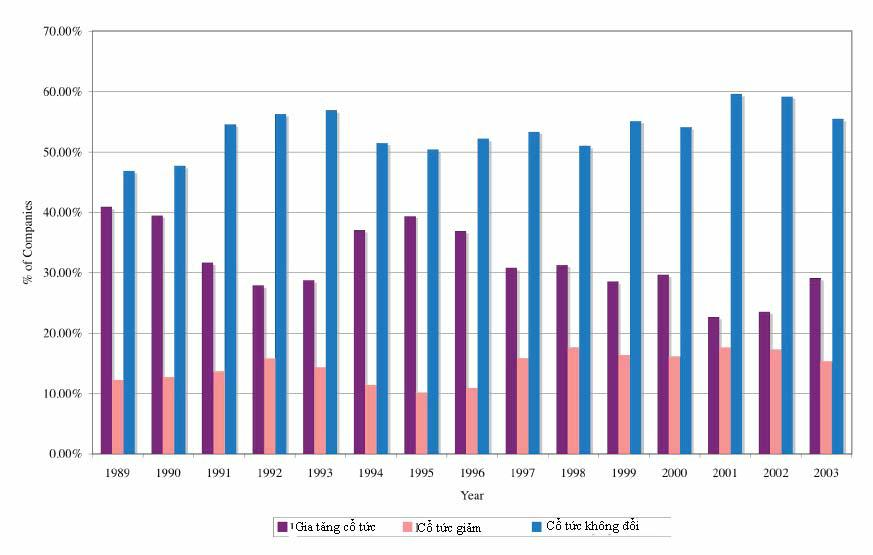 70.00%
60.00%
50.00%
40.00%
30.00%
20.00%
10.00%
0.00%
% of Companies
1989 1990 1991 1992 1993 1994 1995 1996 1997 1998 1999 2000 2001 2002 2003
Year
Gia tăng cổ tức Cổ tức giảm Cổ tức không đổi